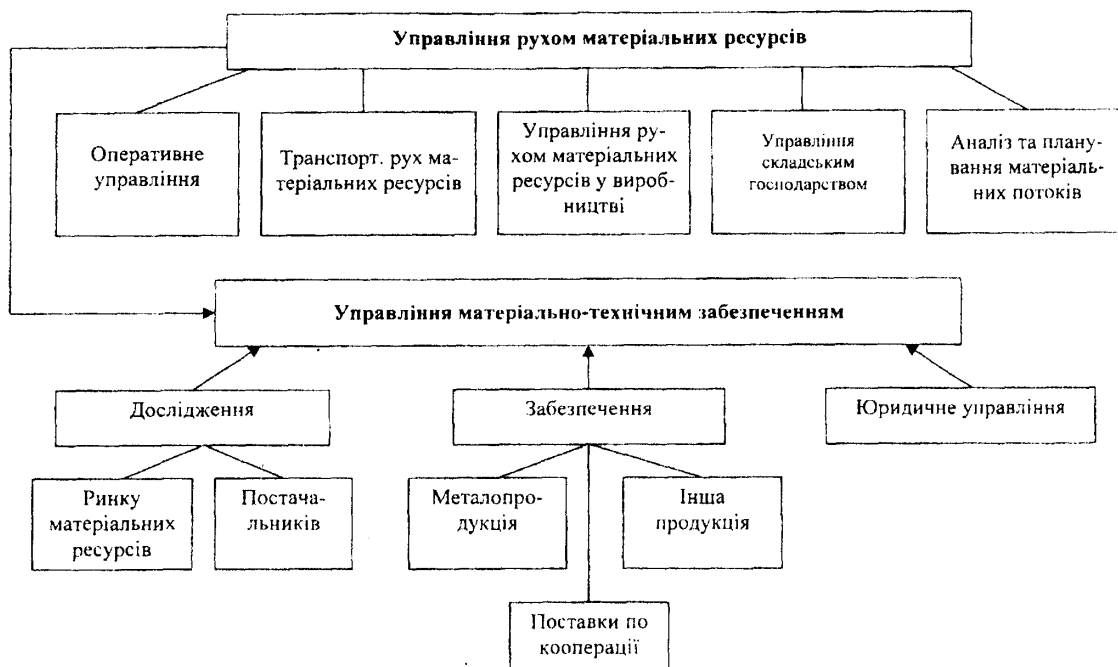 Управління рухом матеріальних ресурсів
Оперативне
управління
Транспорт. рух ма-
теріальних ресурсів
Управління ру-
хом матеріальних
ресурсів у вироб-
ництві
Управління
складським
господарством
Аналіз та плану-
вання матеріаль-
них потоків
Управління матеріально-технічним забезпеченням
Дослідження
Забезпечення
Юридичне управління
Ринку
матеріальних
ресурсів
Постача-
льників
Металопро-
дукція
Інша
продукція
Поставки по
кооперації